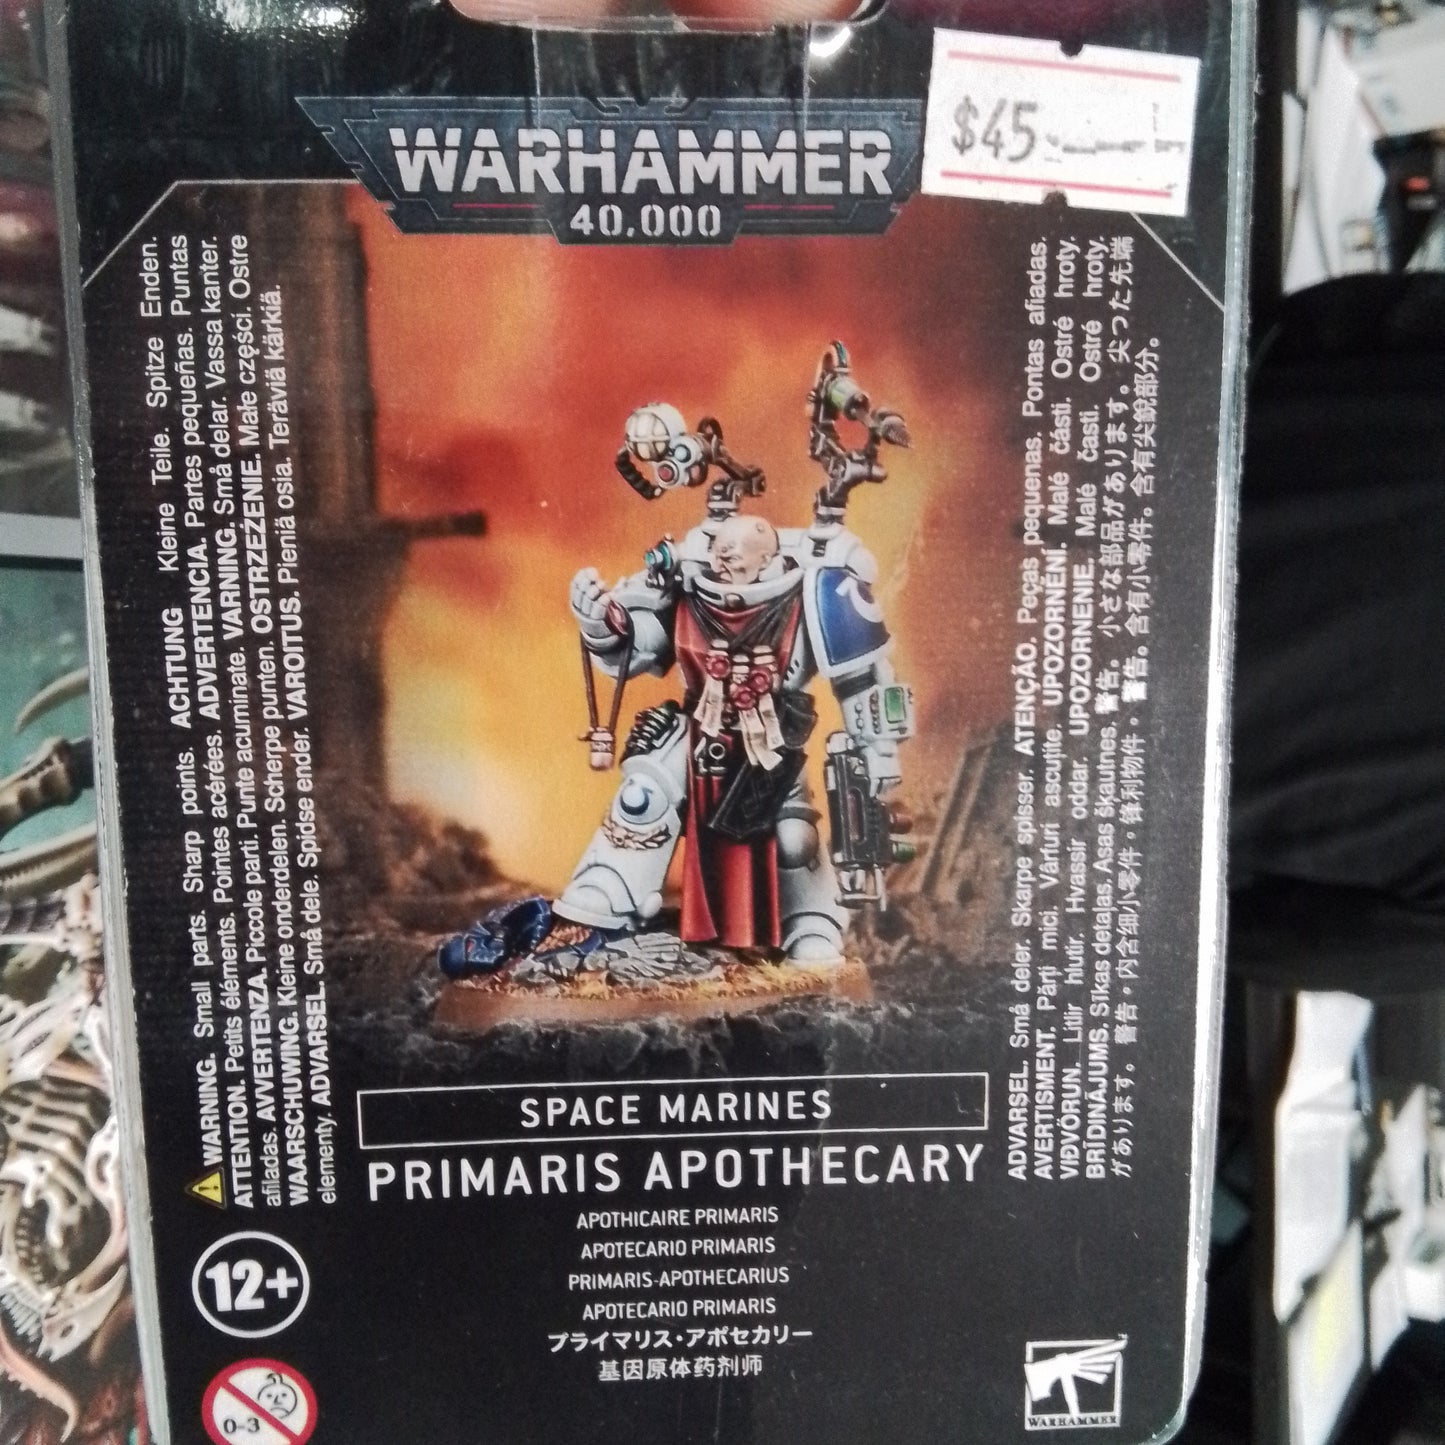 $45
WARHAMMER
40,000
⚠ WARNING. Small parts. Sharp points. ACHTUNG Kleine Teile. Spitze Enden.
ATTENTION. Petits éléments. Pointes acérées. ADVERTENCIA. Partes pequeñas. Puntas
afiladas. AVVERTENZA. Piccole parti. Punte acuminate. VARNING. Små delar. Vassa kanter.
WAARSCHUWING. Kleine onderdelen. Scherpe punten. OSTRZEŻENIE. Małe części. Ostre
elementy. ADVARSEL. Små dele. Spidse ender. VAROITUS. Pieniä osia. Teräviä kärkiä.
ADVARSEL. Små deler. Skarpe spisser. ATENÇÃO. Peças pequenas. Pontas afiadas.
AVERTISMENT. Părți mici. Vârfuri ascuțite. UPOZORNĚNÍ. Malé části. Ostré hroty.
VIÐVÖRUN. Litlir hlutir. Hvassir oddar. UPOZORNENIE. Malé časti. Ostré hroty.
BRĪDINĀJUMS. Sīkas detaļas. Asas šķautnes. 警告。小さな部品があります。尖った先端
があります。警告。内含细小零件。锋利物件。警告。含有小零件。含有尖銳部分。
SPACE MARINES
PRIMARIS APOTHECARY
APOTHICAIRE PRIMARIS
APOTECARIO PRIMARIS
PRIMARIS-APOTHECARIUS
APOTECARIO PRIMARIS
プライマリス・アポセカリー
基因原体药剂师
12+
0-3
WARHAMMER